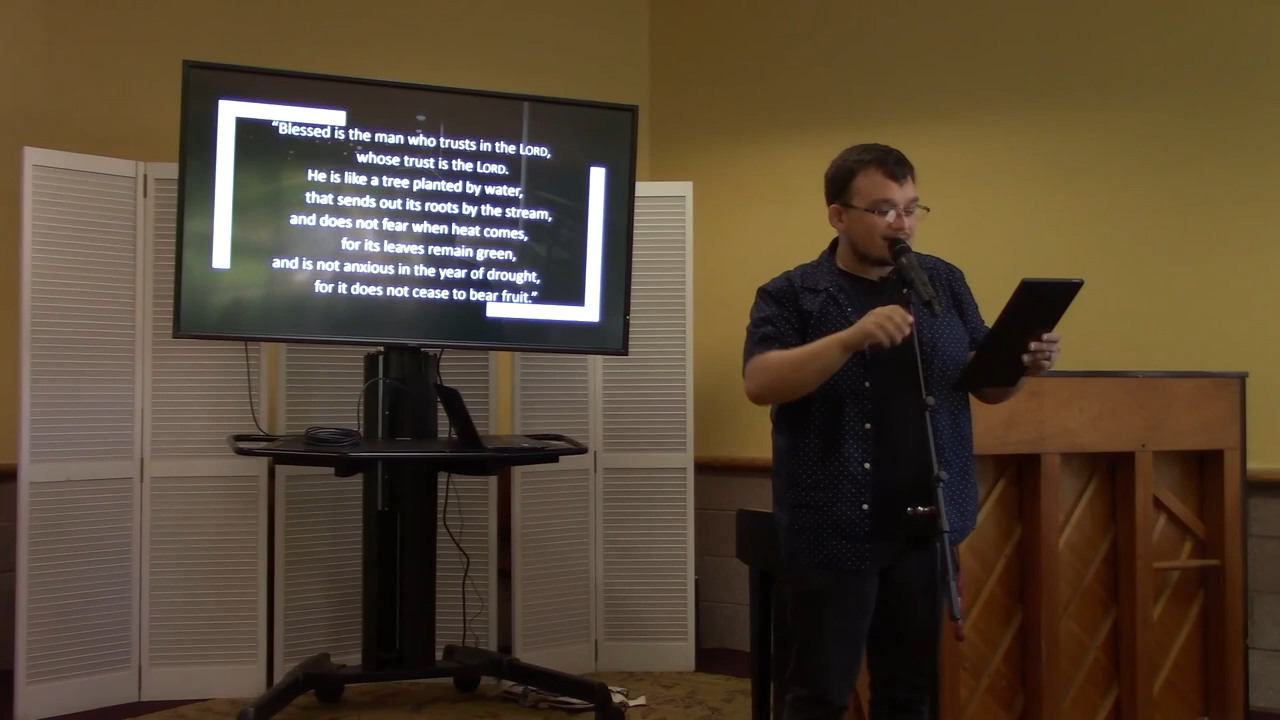 “Blessed is the man who trusts in the LORD,
whose trust is the LORD.
He is like a tree planted by water,
that sends out its roots by the stream,
and does not fear when heat comes,
for its leaves remain green,
and is not anxious in the year of drought,
for it does not cease to bear fruit.”